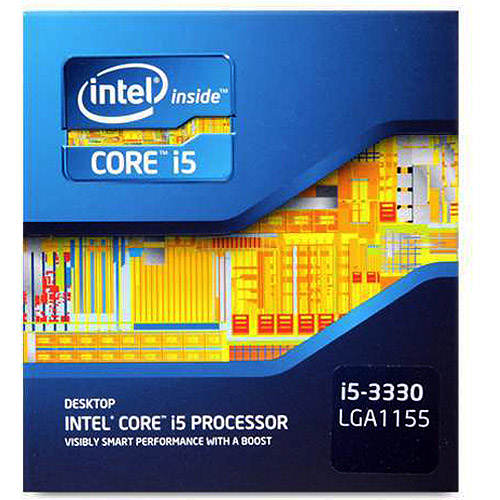 intel inside™
CORE™ i5
i5-3330
LGA1155
DESKTOP
INTEL® CORE™ i5 PROCESSOR
VISIBLY SMART PERFORMANCE WITH A BOOST